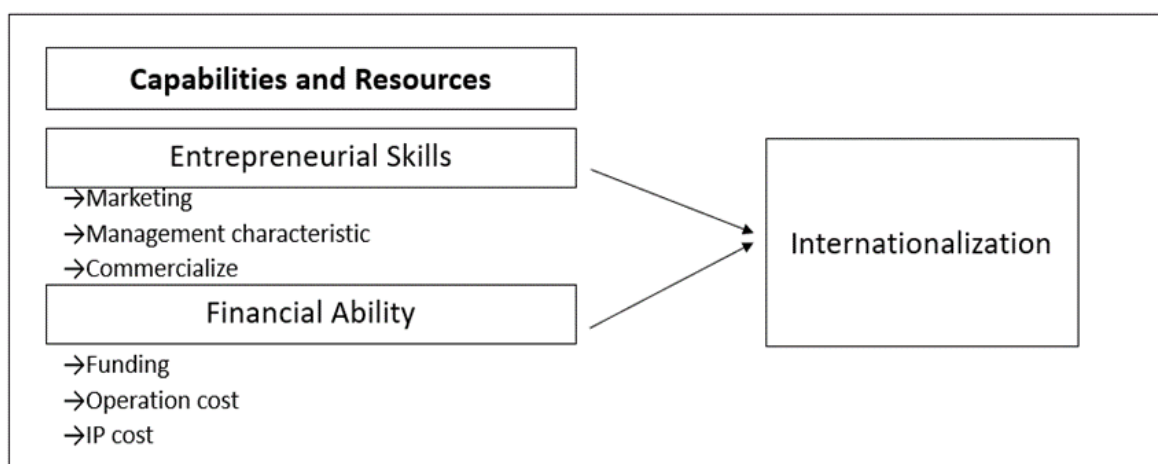 Capabilities and Resources
Entrepreneurial Skills
→Marketing
→Management characteristic
→Commercialize
Financial Ability
→Funding
→Operation cost
→IP cost
Internationalization